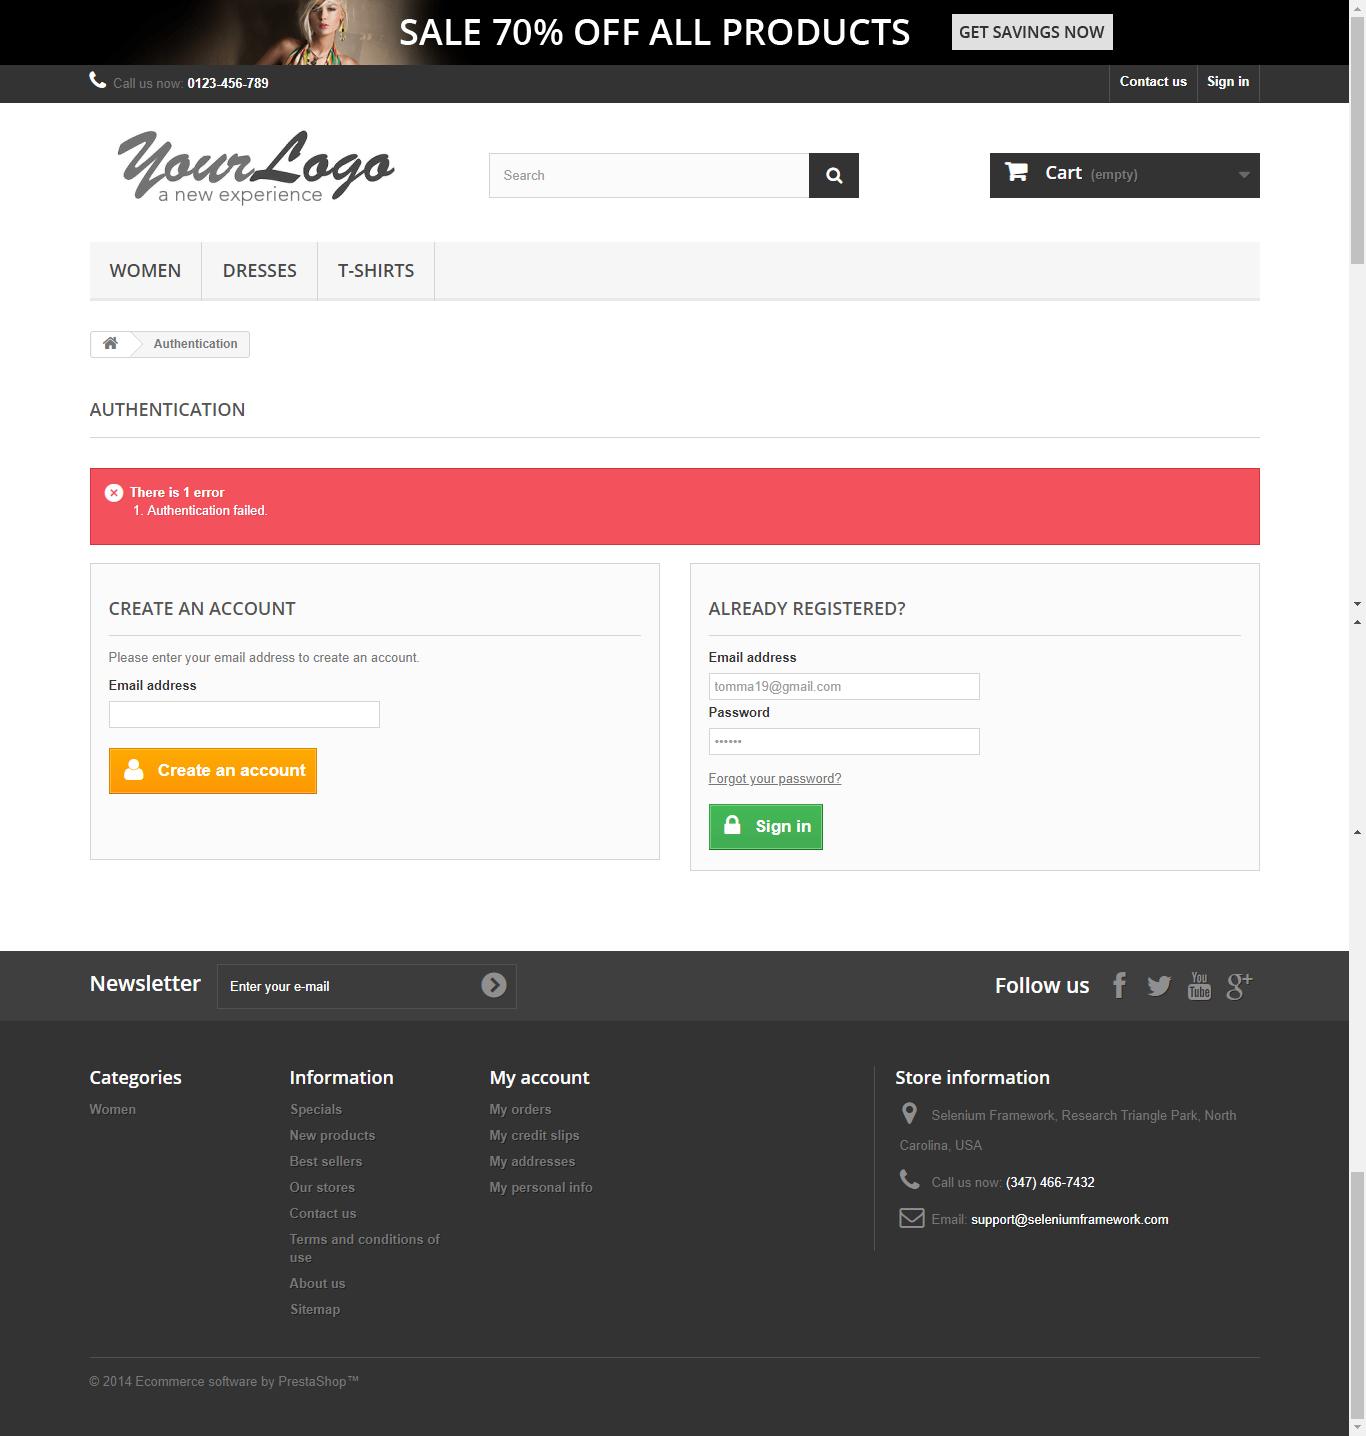 SALE 70% OFF ALL PRODUCTS
GET SAVINGS NOW
Call us now: 0123-456-789
Contact us
Sign in
YourLogo
a new experience
Search
Cart (empty)
WOMEN
DRESSES
T-SHIRTS
Authentication
AUTHENTICATION
There is 1 error
1. Authentication failed.
CREATE AN ACCOUNT
Please enter your email address to create an account.
Email address
Create an account
ALREADY REGISTERED?
Email address
tomma19@gmail.com
Password
••••••
Forgot your password?
Sign in
Newsletter
Enter your e-mail
Follow us
You
Tube
g+
Categories
Women
Information
Specials
New products
Best sellers
Our stores
Contact us
Terms and conditions of
use
About us
Sitemap
My account
My orders
My credit slips
My addresses
My personal info
Store information
Selenium Framework, Research Triangle Park, North
Carolina, USA
Call us now: (347) 466-7432
Email: support@seleniumframework.com
© 2014 Ecommerce software by PrestaShop™